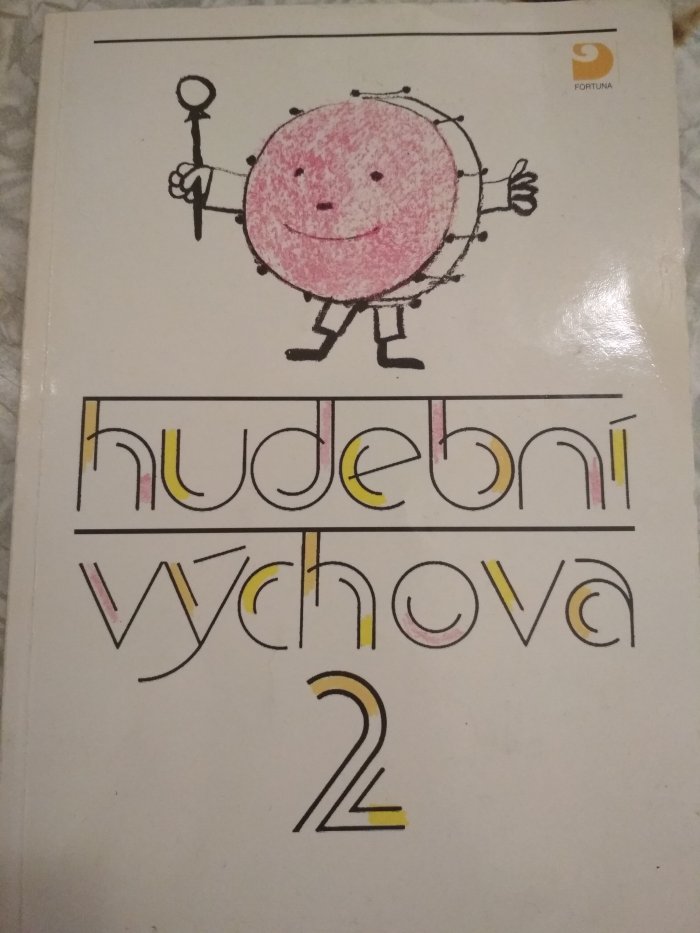 FORTUNA
hudební
výchova
2